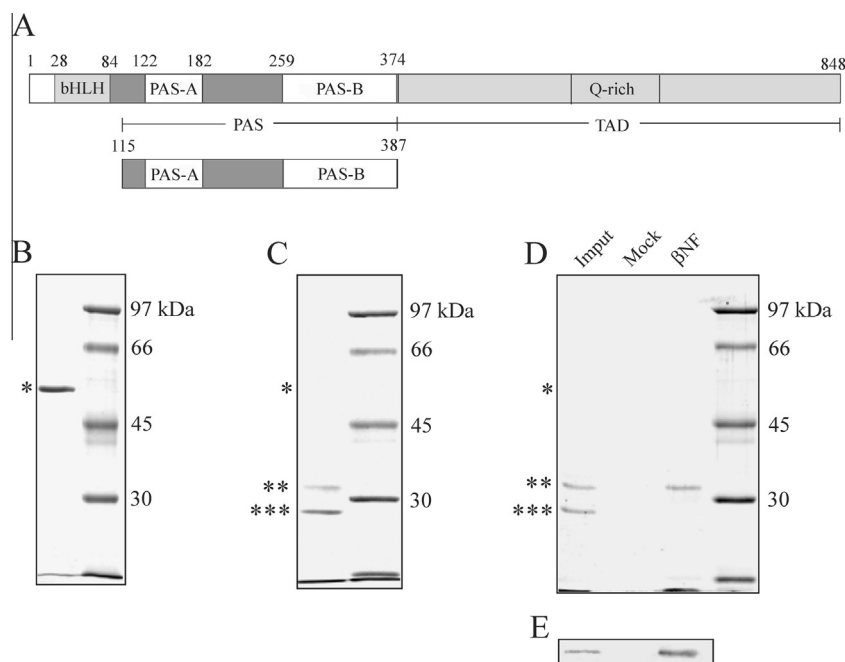 A
1 28 84 122 182 259 374 848
bHLH PAS-A PAS-B Q-rich
PAS TAD
115 387
PAS-A PAS-B
B
97 kDa
66
*
45
30
C
97 kDa
66
*
45
**
30
***
D
Imput Mock βNF
97 kDa
66
*
45
**
30
***
E